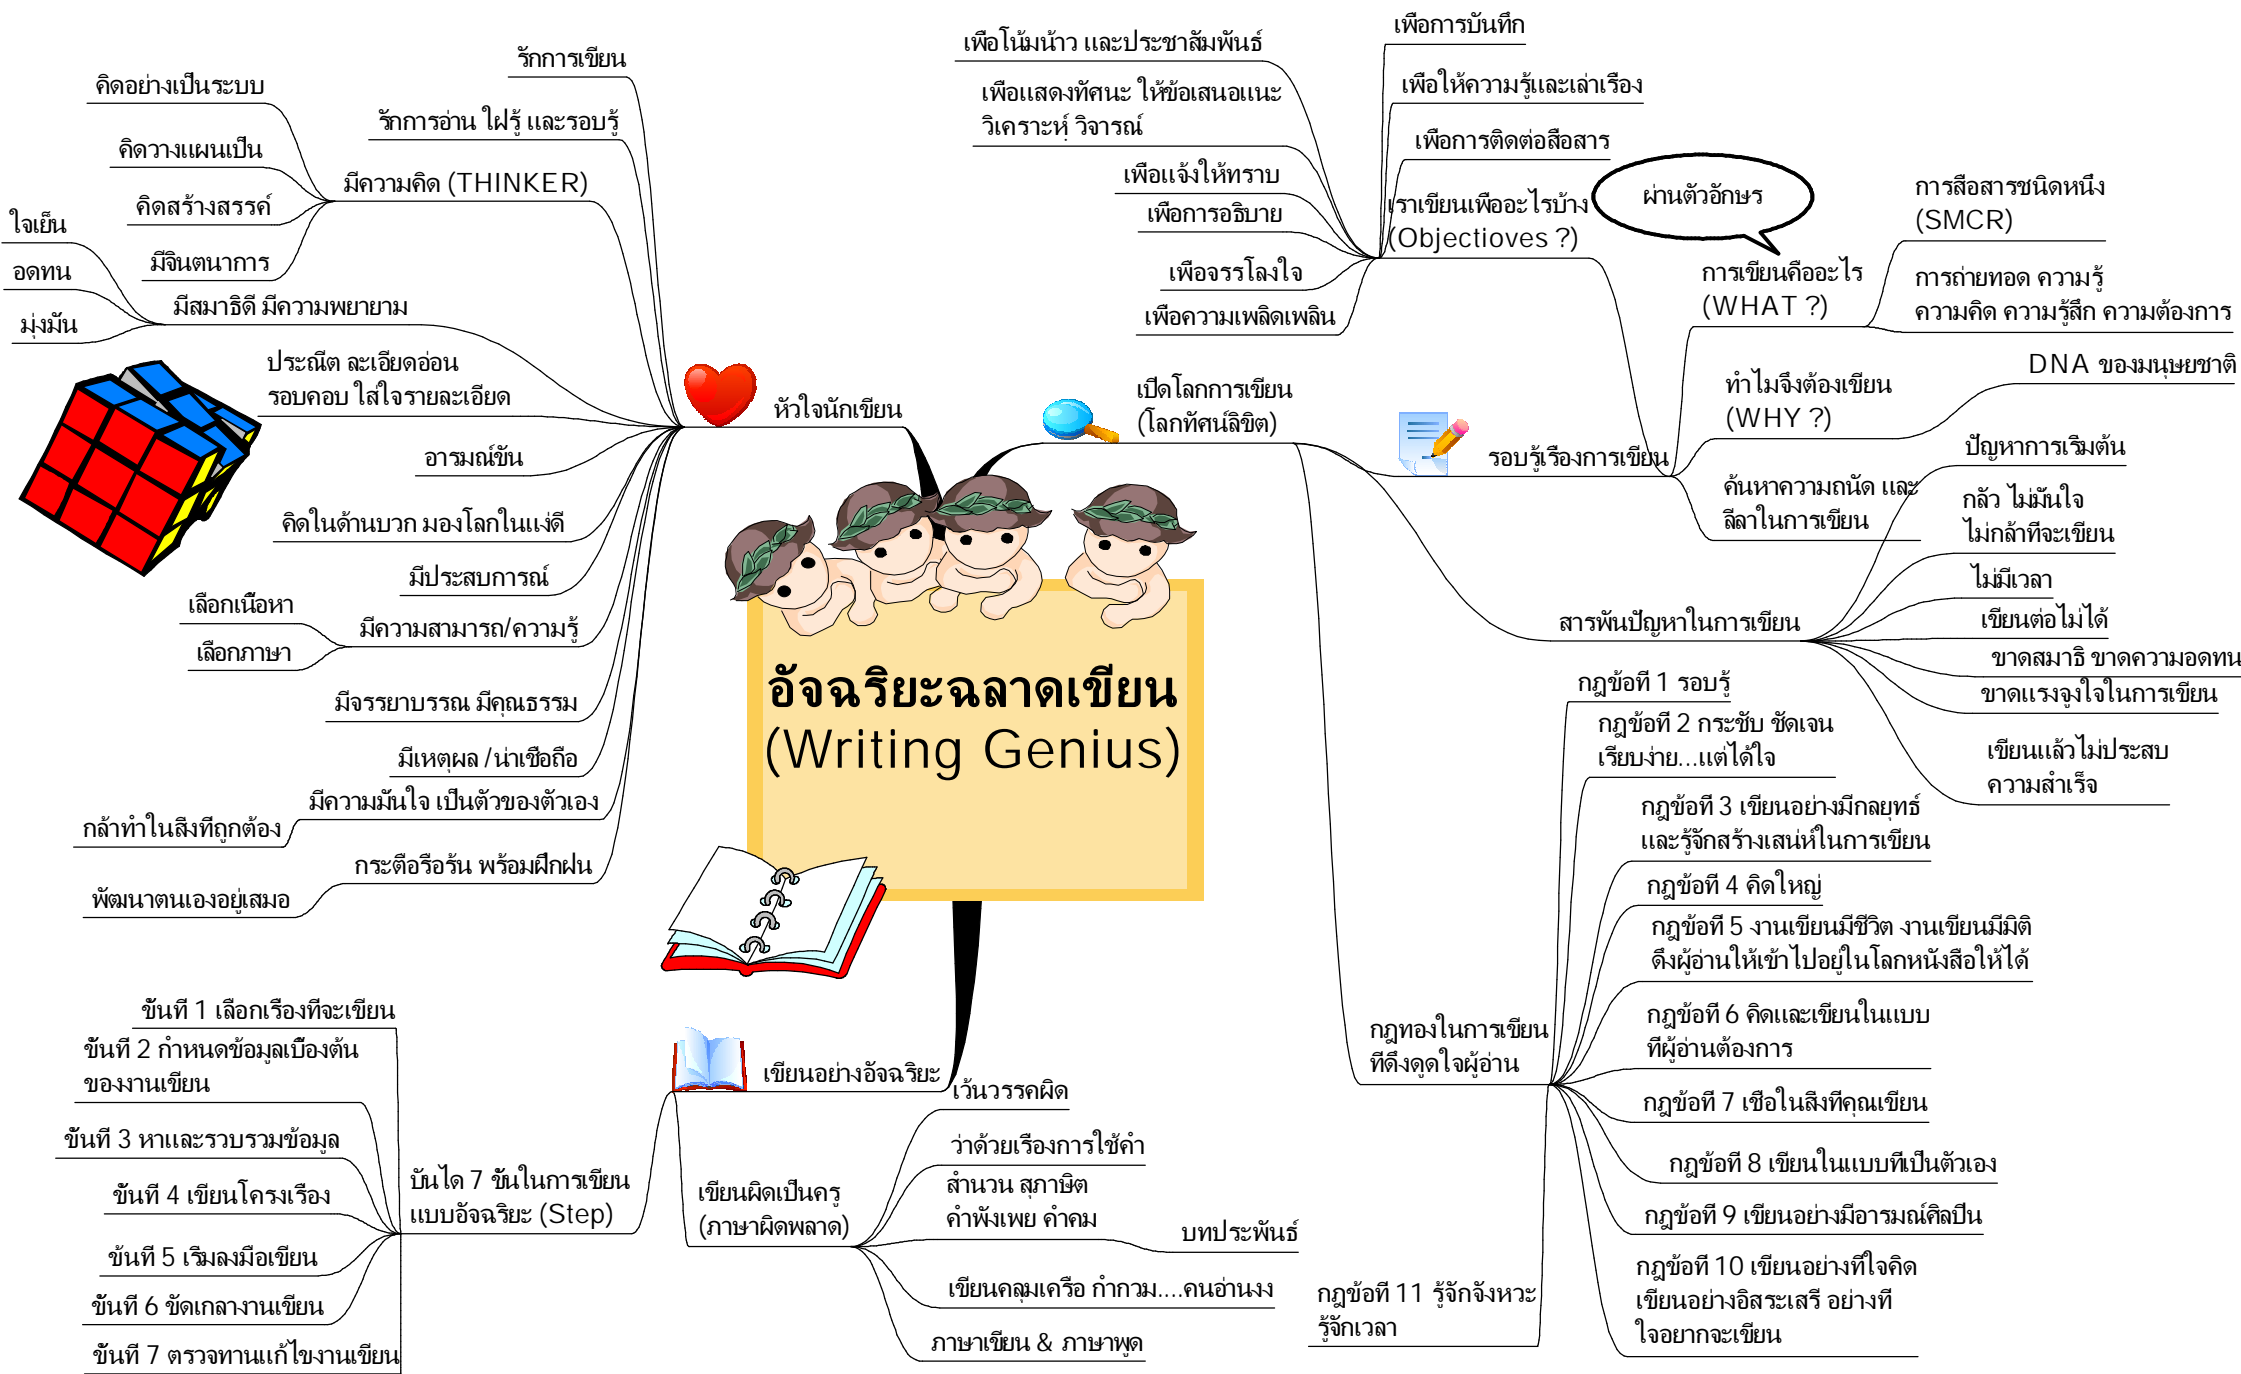 อัจฉริยะฉลาดเขียน
(Writing Genius)
หัวใจนักเขียน
รักการเขียน
รักการอ่าน ใฝ่รู้ และรอบรู้
มีความคิด (THINKER)
คิดอย่างเป็นระบบ
คิดวางแผนเป็น
คิดสร้างสรรค์
มีจินตนาการ
มีสมาธิดี มีความพยายาม
ใจเย็น
อดทน
มุ่งมั่น
ประณีต ละเอียดอ่อน
รอบคอบ ใส่ใจรายละเอียด
อารมณ์ขัน
คิดในด้านบวก มองโลกในแง่ดี
มีประสบการณ์
มีความสามารถ/ความรู้
เลือกเนื้อหา
เลือกภาษา
มีจรรยาบรรณ มีคุณธรรม
มีเหตุผล /น่าเชื่อถือ
มีความมั่นใจ เป็นตัวของตัวเอง
กล้าทำในสิ่งที่ถูกต้อง
กระตือรือร้น พร้อมฝึกฝน
พัฒนาตนเองอยู่เสมอ
เปิดโลกการเขียน
(โลกทัศน์ลิขิต)
รอบรู้เรื่องการเขียน
เราเขียนเพื่ออะไรบ้าง
(Objectioves ?)
เพื่อการบันทึก
เพื่อให้ความรู้และเล่าเรื่อง
เพื่อการติดต่อสื่อสาร
เพื่อโน้มน้าว และประชาสัมพันธ์
เพื่อแสดงทัศนะ ให้ข้อเสนอแนะ
วิเคราะห์ วิจารณ์
เพื่อแจ้งให้ทราบ
เพื่อการอธิบาย
เพื่อจรรโลงใจ
เพื่อความเพลิดเพลิน
ผ่านตัวอักษร
การเขียนคืออะไร
(WHAT ?)
การสื่อสารชนิดหนึ่ง
(SMCR)
การถ่ายทอด ความรู้
ความคิด ความรู้สึก ความต้องการ
ทำไมจึงต้องเขียน
(WHY ?)
DNA ของมนุษยชาติ
ค้นหาความถนัด และ
ลีลาในการเขียน
สารพันปัญหาในการเขียน
ปัญหาการเริ่มต้น
กลัว ไม่มั่นใจ
ไม่กล้าที่จะเขียน
ไม่มีเวลา
เขียนต่อไม่ได้
ขาดสมาธิ ขาดความอดทน
ขาดแรงจูงใจในการเขียน
เขียนแล้วไม่ประสบ
ความสำเร็จ
กฎทองในการเขียน
ที่ดึงดูดใจผู้อ่าน
กฎข้อที่ 1 รอบรู้
กฎข้อที่ 2 กระชับ ชัดเจน
เรียบง่าย...แต่ได้ใจ
กฎข้อที่ 3 เขียนอย่างมีกลยุทธ์
และรู้จักสร้างเสน่ห์ในการเขียน
กฎข้อที่ 4 คิดใหญ่
กฎข้อที่ 5 งานเขียนมีชีวิต งานเขียนมีมิติ
ดึงผู้อ่านให้เข้าไปอยู่ในโลกหนังสือให้ได้
กฎข้อที่ 6 คิดและเขียนในแบบ
ที่ผู้อ่านต้องการ
กฎข้อที่ 7 เชื่อในสิ่งที่คุณเขียน
กฎข้อที่ 8 เขียนในแบบที่เป็นตัวเอง
กฎข้อที่ 9 เขียนอย่างมีอารมณ์ศิลปิน
กฎข้อที่ 10 เขียนอย่างที่ใจคิด
เขียนอย่างอิสระเสรี อย่างที่
ใจอยากจะเขียน
กฎข้อที่ 11 รู้จักจังหวะ
รู้จักเวลา
เขียนอย่างอัจฉริยะ
บันได 7 ขั้นในการเขียน
แบบอัจฉริยะ (Step)
ขั้นที่ 1 เลือกเรื่องที่จะเขียน
ขั้นที่ 2 กำหนดข้อมูลเบื้องต้น
ของงานเขียน
ขั้นที่ 3 หาและรวบรวมข้อมูล
ขั้นที่ 4 เขียนโครงเรื่อง
ขั้นที่ 5 เริ่มลงมือเขียน
ขั้นที่ 6 ขัดเกลางานเขียน
ขั้นที่ 7 ตรวจทานแก้ไขงานเขียน
เขียนผิดเป็นครู
(ภาษาผิดพลาด)
เว้นวรรคผิด
ว่าด้วยเรื่องการใช้คำ
สำนวน สุภาษิต
คำพังเพย คำคม
บทประพันธ์
เขียนคลุมเครือ กำกวม....คนอ่านงง
ภาษาเขียน & ภาษาพูด